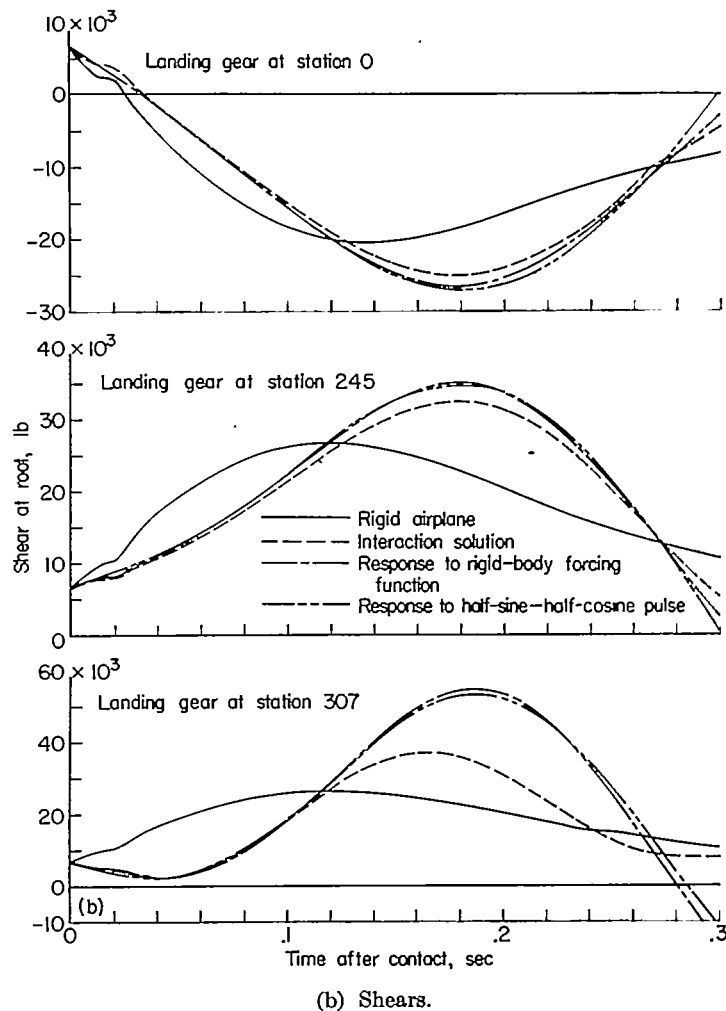 10 × 10³
Landing gear at station 0
0
-10
-20
-30
40 × 10³
Landing gear at station 245
30
20
10
0
Shear at root, lb
Rigid airplane
Interaction solution
Response to rigid-body forcing
function
Response to half-sine-half-cosine pulse
60 × 10³
Landing gear at station 307
40
20
0
-10
(b)
0 .1 .2 .3
Time after contact, sec
(b) Shears.